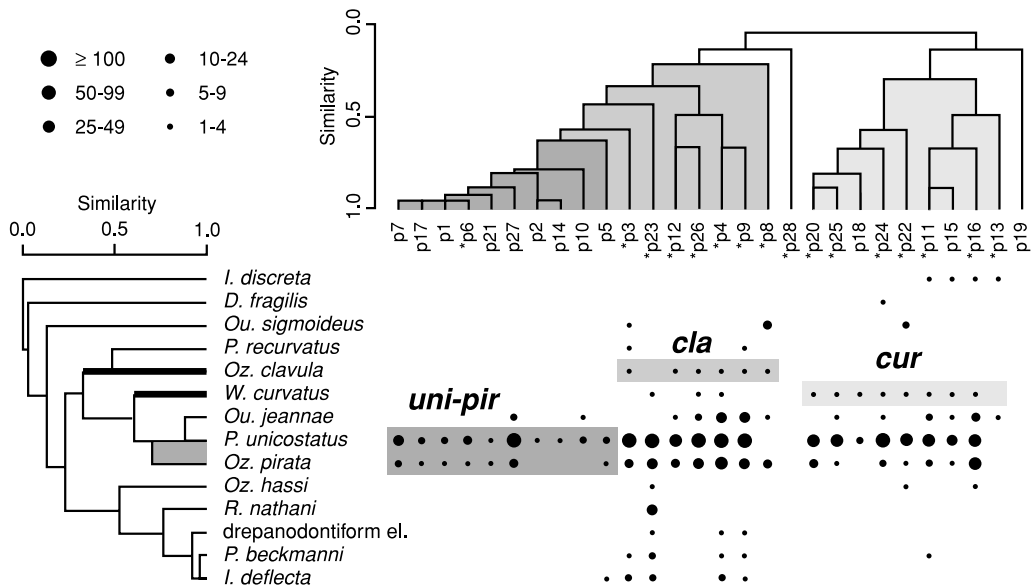 ≥ 100
10-24
50-99
5-9
25-49
1-4
Similarity
0.0
0.5
1.0
Similarity
0.0
0.5
1.0
p7
p17
p1
*p6
p21
p27
p2
p14
p10
p5
*p3
*p23
*p12
*p26
*p4
*p9
*p8
*p28
*p20
*p25
p18
*p24
*p22
*p11
p15
*p16
*p13
p19
I. discreta
D. fragilis
Ou. sigmoideus
P. recurvatus
Oz. clavula
W. curvatus
Ou. jeannae
P. unicostatus
Oz. pirata
Oz. hassi
R. nathani
drepanodontiform el.
P. beckmanni
I. deflecta
uni-pir
cla
cur